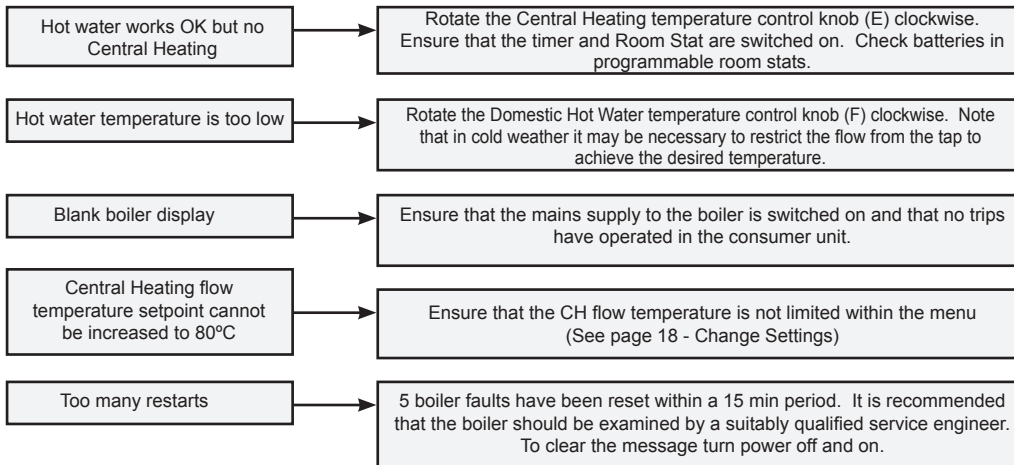 Hot water works OK but no
Central Heating
Rotate the Central Heating temperature control knob (E) clockwise.
Ensure that the timer and Room Stat are switched on.  Check batteries in
programmable room stats.
Hot water temperature is too low
Rotate the Domestic Hot Water temperature control knob (F) clockwise.  Note
that in cold weather it may be necessary to restrict the flow from the tap to
achieve the desired temperature.
Blank boiler display
Ensure that the mains supply to the boiler is switched on and that no trips
have operated in the consumer unit.
Central Heating flow
temperature setpoint cannot
be increased to 80ºC
Ensure that the CH flow temperature is not limited within the menu
(See page 18 - Change Settings)
Too many restarts
5 boiler faults have been reset within a 15 min period.  It is recommended
that the boiler should be examined by a suitably qualified service engineer.
To clear the message turn power off and on.